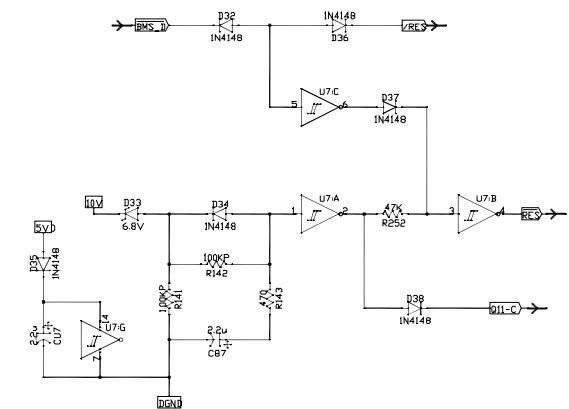 D32 1N4148
BMS_D 1N4148 D36 /RES
U7:C D37
5 6 1N4148
10V D33 D34 U7:A 47K U7:B
6.8V 1N4148 1 2 R252 3 4 RES
5VD
D35 1N4148
100KP
R142
100KP R141 470 R143
D38
1N4148 Q11-C
2.2u CU7 14 U7:G 7
2.2u
C87
DGND